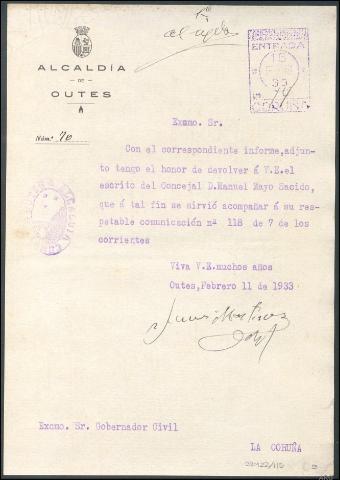 ALCALDÍA
DE
OUTES
Núm.º 70
ENTRADA
Excmo. Sr.
Con el correspondiente informe,adjun-
to tengo el honor de devolver á V.E.el
escrito del Concejal D.Manuel Mayo Sacido,
que á tal fin se sirvió acompañar á su res-
petable comunicación nº 118 de 7 de los
corrientes
Viva V.E.muchos años
Outes,Febrero 11 de 1933
Excmo. Sr. Gobernador Civil
LA CORUÑA